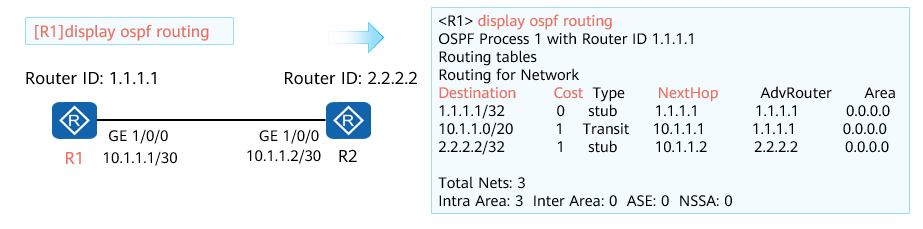 [R1]display ospf routing
Router ID: 1.1.1.1
Router ID: 2.2.2.2
R
R
GE 1/0/0
GE 1/0/0
R1
10.1.1.1/30
10.1.1.2/30
R2
<R1> display ospf routing
OSPF Process 1 with Router ID 1.1.1.1
Routing tables
Routing for Network
Destination Cost Type NextHop AdvRouter Area
1.1.1.1/32 0 stub 1.1.1.1 1.1.1.1 0.0.0.0
10.1.1.0/20 1 Transit 10.1.1.1 1.1.1.1 0.0.0.0
2.2.2.2/32 1 stub 10.1.1.2 2.2.2.2 0.0.0.0
Total Nets: 3
Intra Area: 3 Inter Area: 0 ASE: 0 NSSA: 0